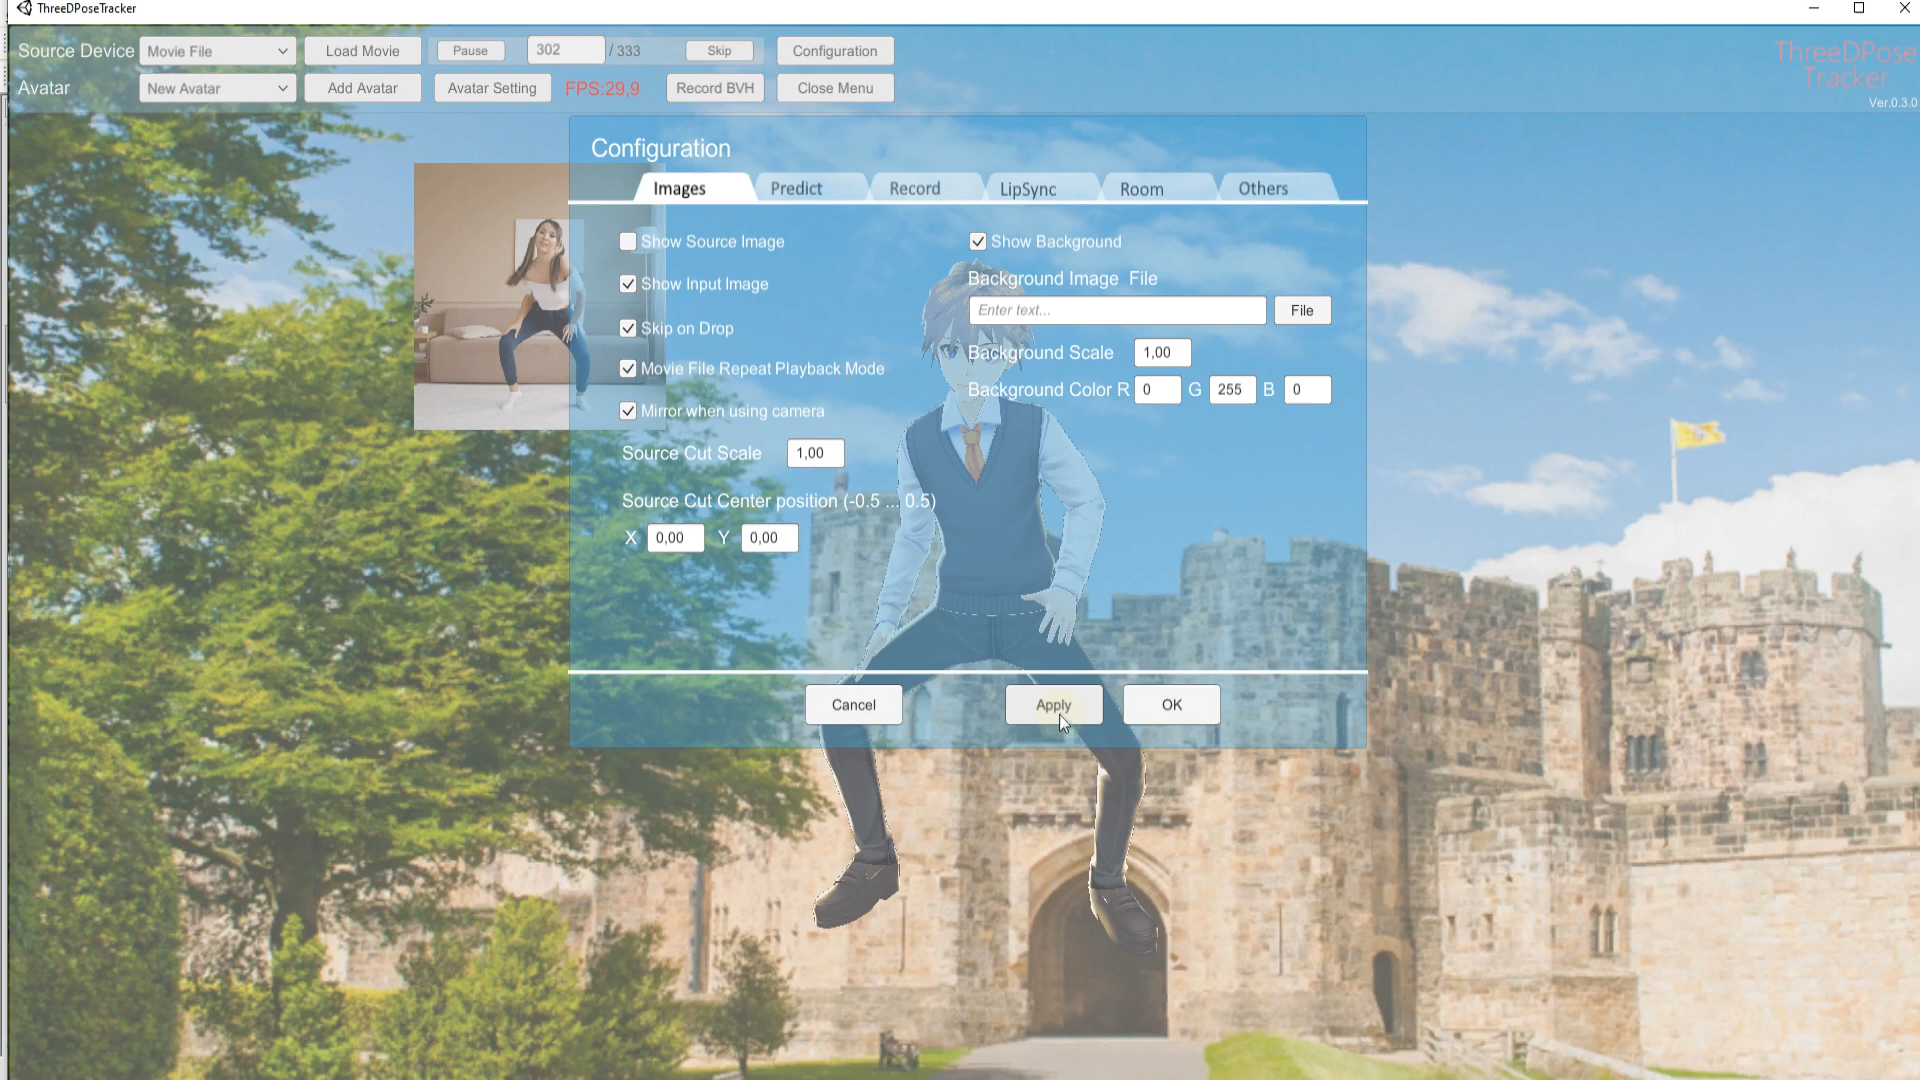 ThreeDPoseTracker
Source Device Movie File Load Movie Pause 302 / 333 Skip Configuration
Avatar New Avatar Add Avatar Avatar Setting FPS:29,9 Record BVH Close Menu
ThreeDPose
Tracker
Ver.0.3.0
Configuration
Images Predict Record LipSync Room Others
Show Source Image
Show Input Image
Skip on Drop
Movie File Repeat Playback Mode
Mirror when using camera
Source Cut Scale 1,00
Source Cut Center position (-0.5 ... 0.5)
X 0,00 Y 0,00
Show Background
Background Image File
Enter text... File
Background Scale 1,00
Background Color R 0 G 255 B 0
Cancel Apply OK